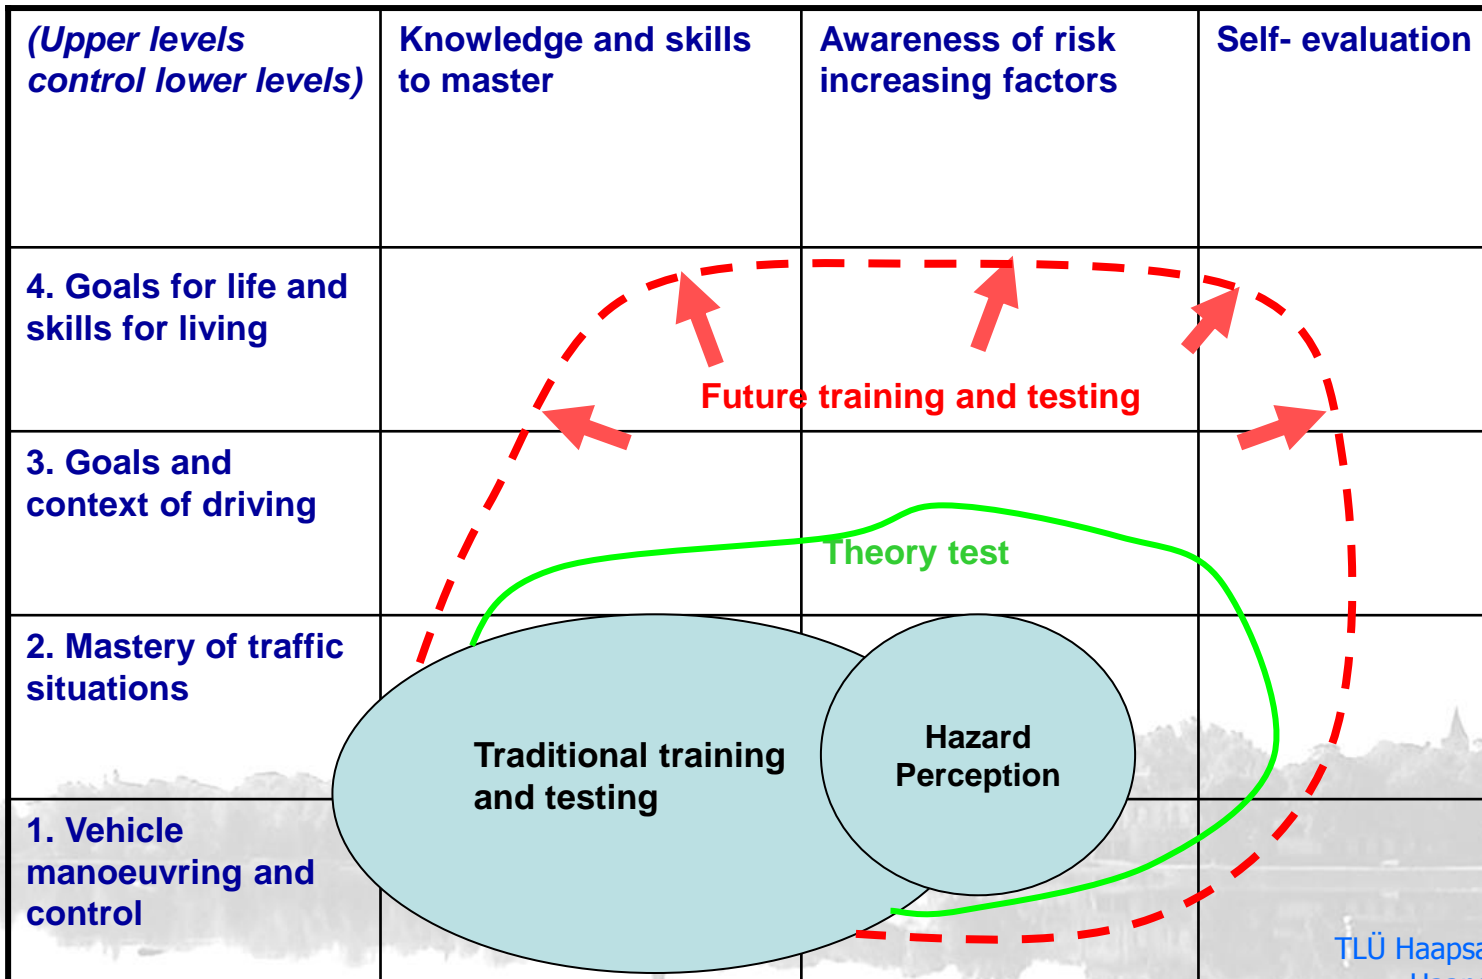 (Upper levels
control lower levels)
Knowledge and skills
to master
Awareness of risk
increasing factors
Self- evaluation
4. Goals for life and
skills for living
Future training and testing
3. Goals and
context of driving
Theory test
2. Mastery of traffic
situations
Traditional training
and testing
Hazard
Perception
1. Vehicle
manoeuvring and
control
TLÜ Haapsa